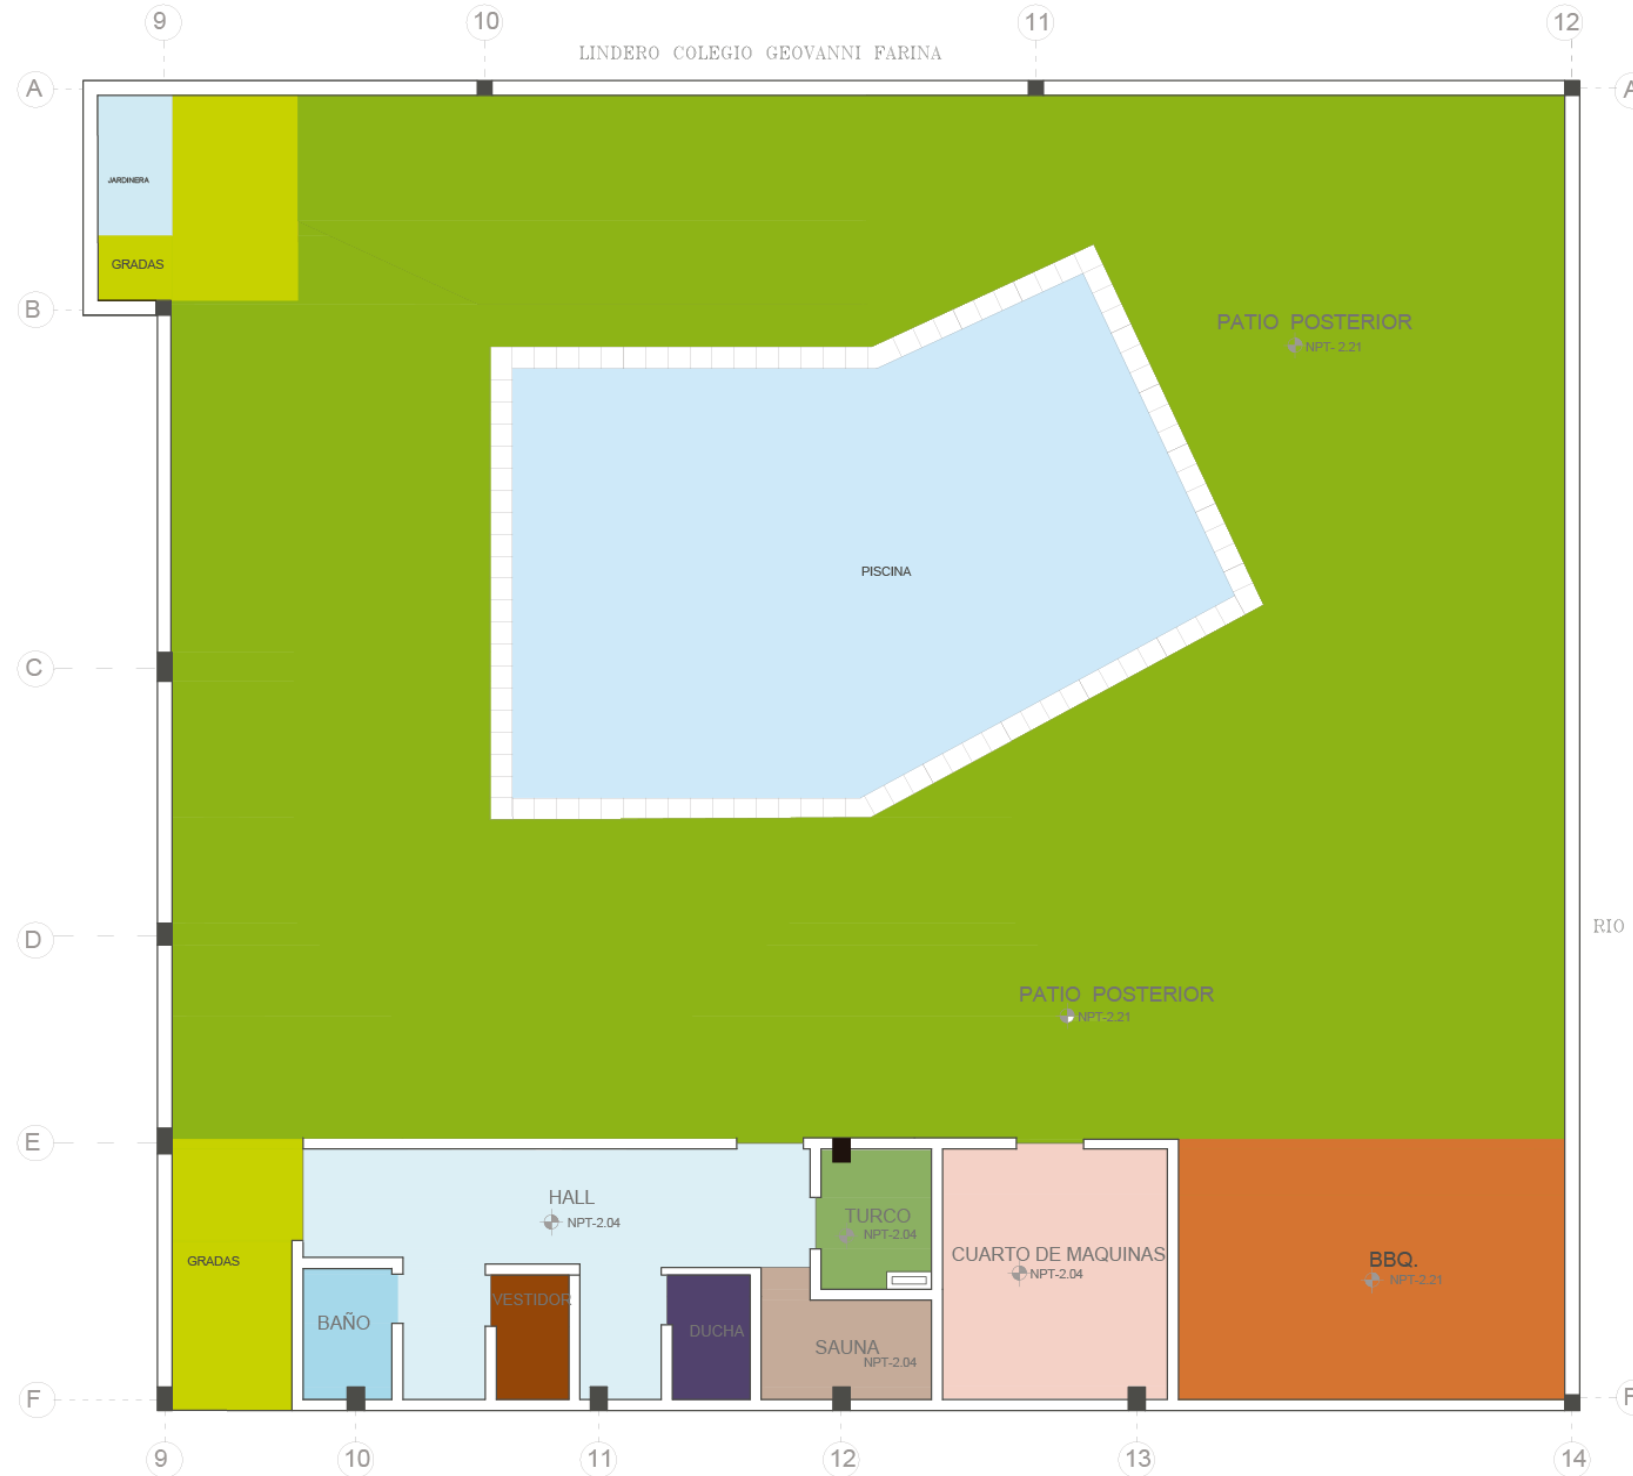 9 10 11 12
LINDERO COLEGIO GEOVANNI FARINA
A A
JARDINERA
GRADAS
B
PATIO POSTERIOR
NPT- 2.21
PISCINA
C
RIO
D
PATIO POSTERIOR
NPT-2.21
E
HALL
NPT-2.04
TURCO
NPT-2.04
CUARTO DE MAQUINAS
NPT-2.04
BBQ.
NPT-2.21
GRADAS
VESTIDOR
BAÑO
DUCHA
SAUNA
NPT-2.04
F F
9 10 11 12 13 14